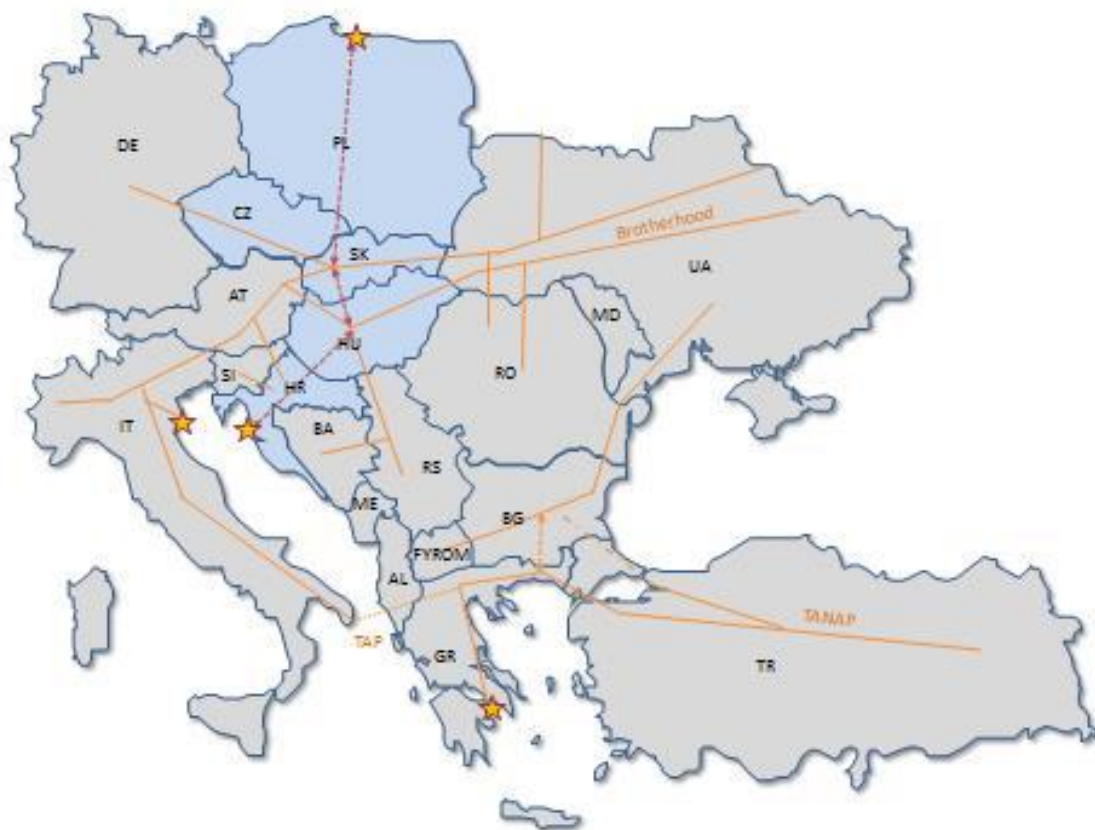 DE
PL
CZ
Brotherhood
SK
UA
AT
MD
HU
RO
SI
HR
IT
BA
RS
ME
BG
FYROM
AL
TANAP
TAP
GR
TR